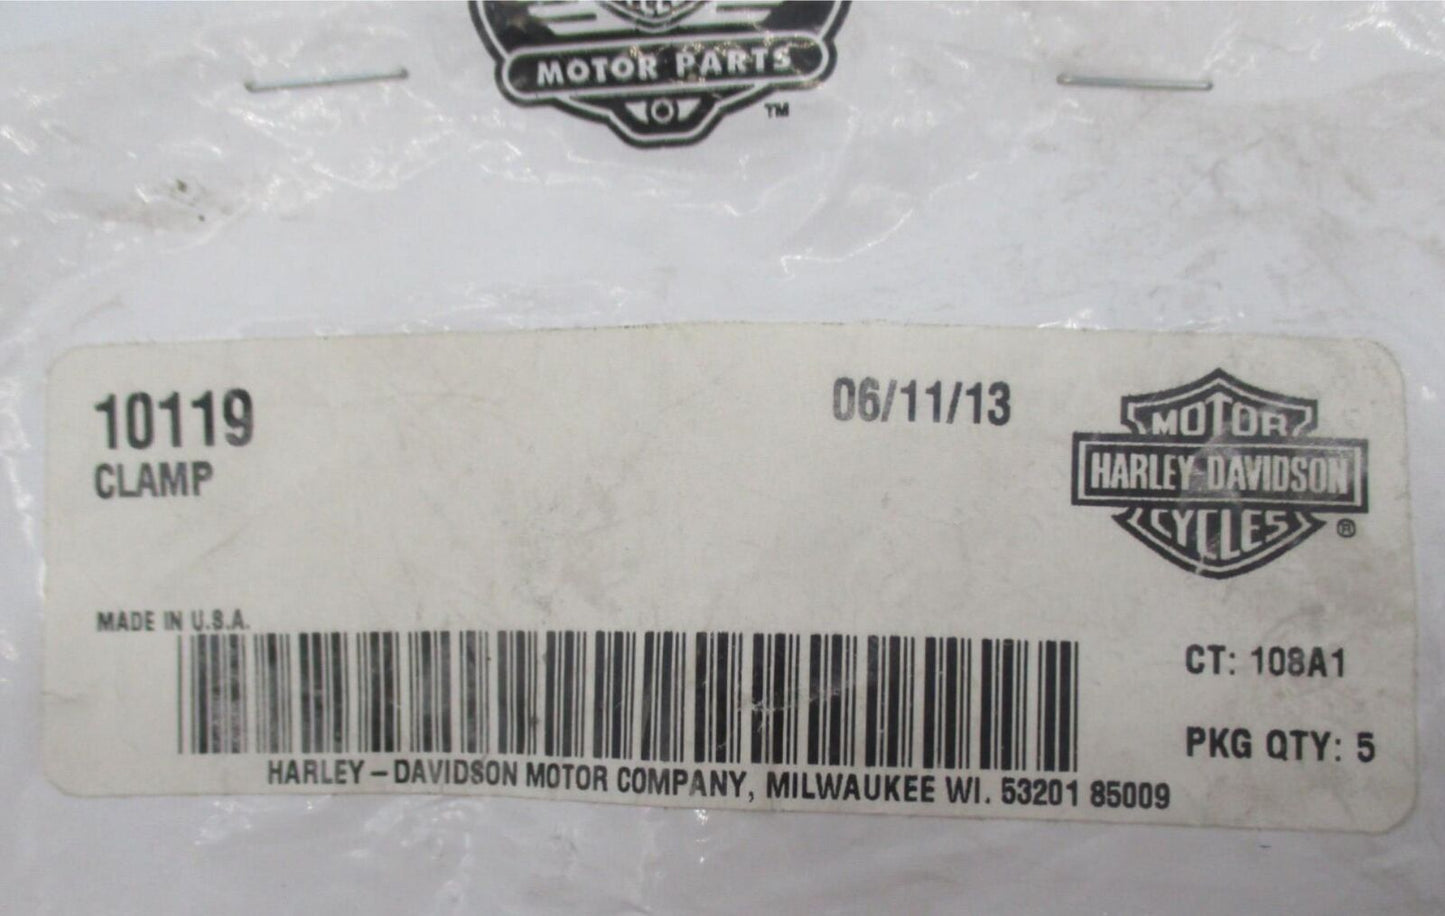 MOTOR PARTS
TM
10119
CLAMP
06/11/13
MOTOR
HARLEY-DAVIDSON
CYCLES
®
MADE IN U.S.A.
CT: 108A1
PKG QTY: 5
HARLEY–DAVIDSON MOTOR COMPANY, MILWAUKEE WI. 53201 85009